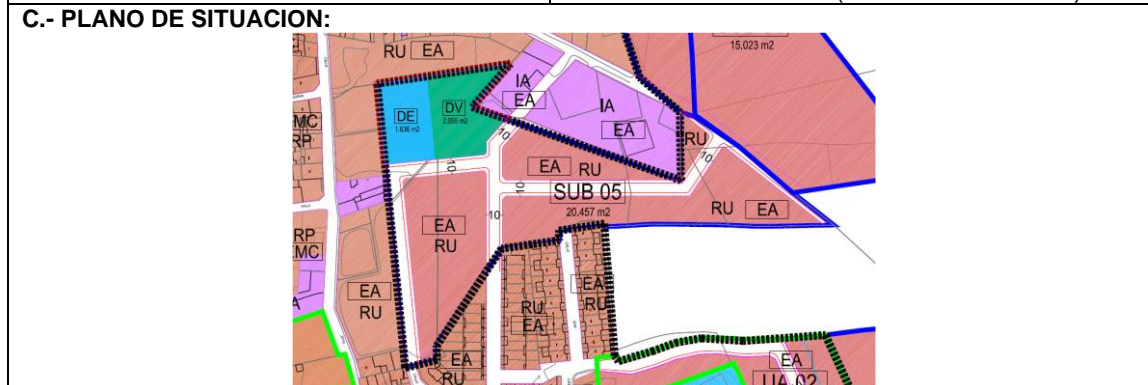 C.- PLANO DE SITUACION:
15,023 m2
RU EA
IA
EA
IA
EA
DE
1.636 m2
DV
2.055 m2
MC
RP
10
10
RU
10
EA RU
SUB 05
20,457 m2
10
10
RU EA
EA
RU
RP
MC
EA
RU
EA
RU
RU
EA
EA
RU
EA
UA 02